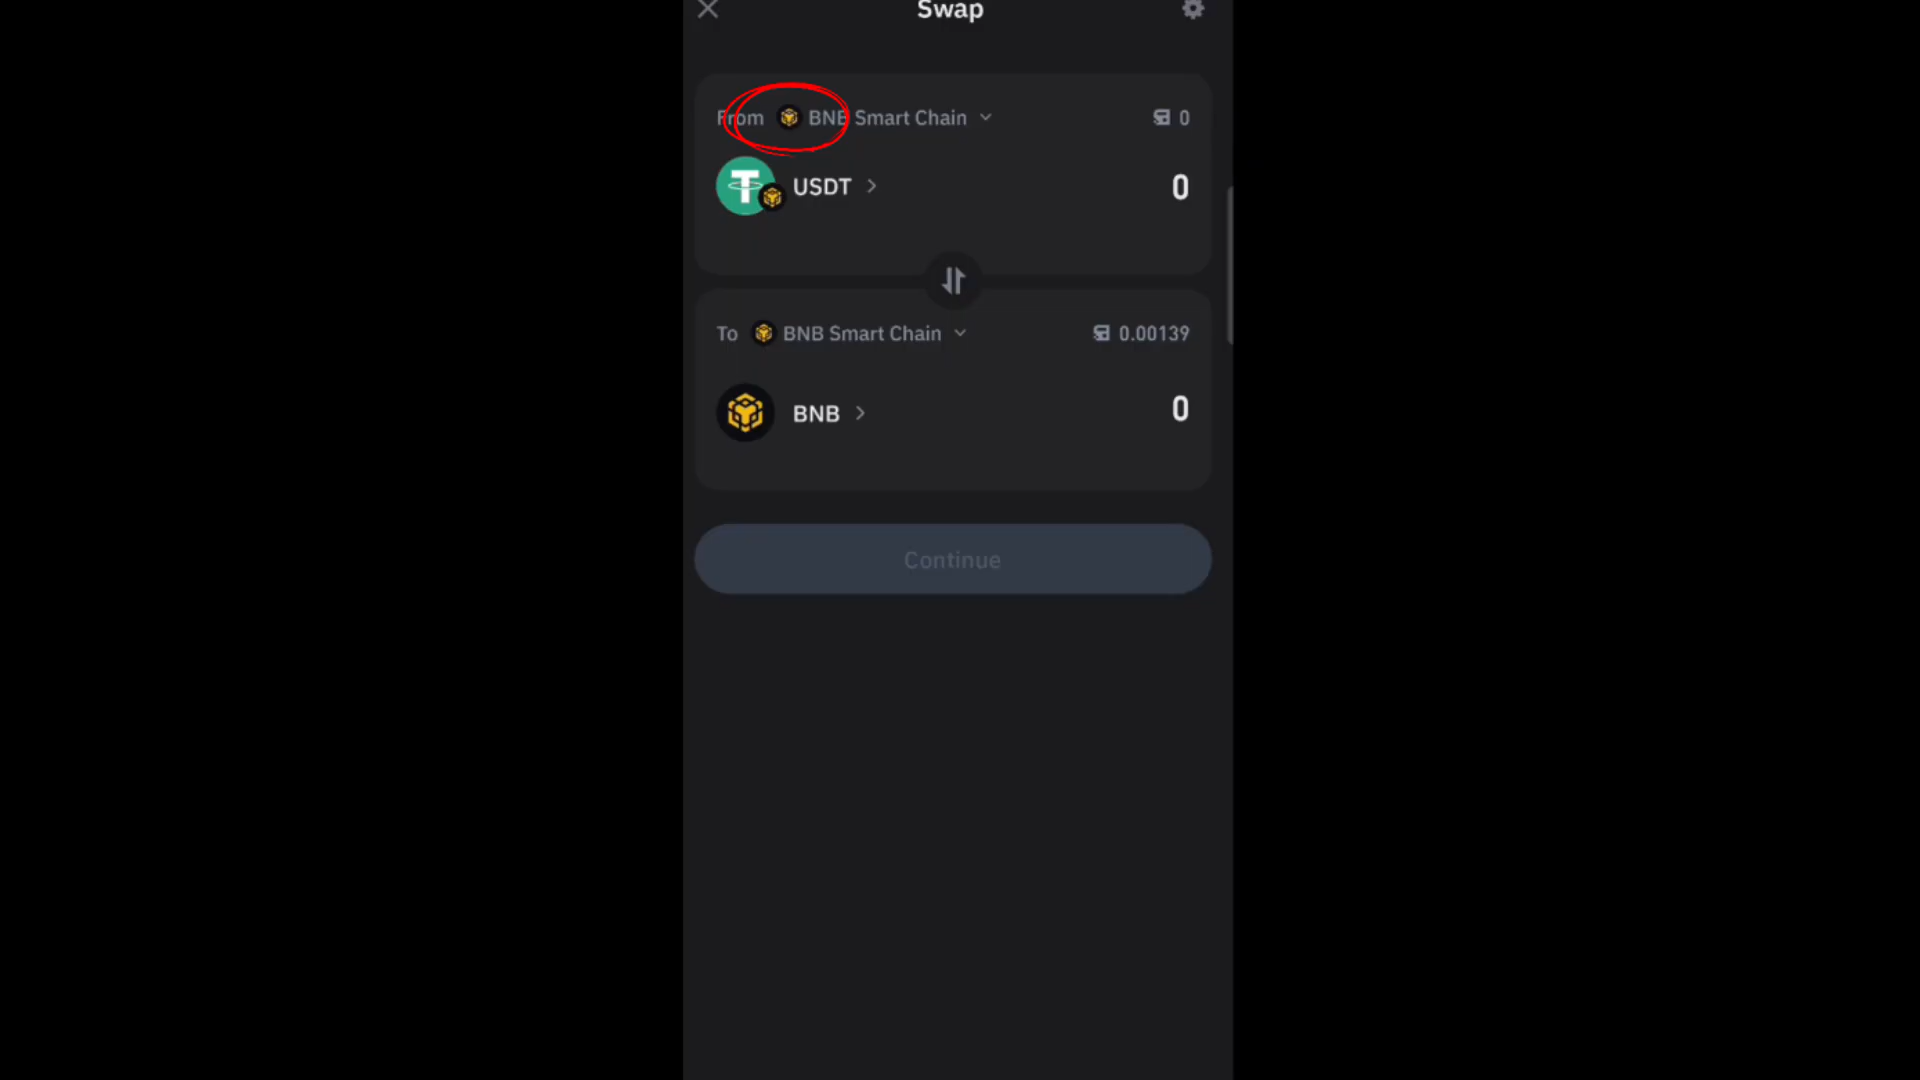 Swap
From BNB Smart Chain 0
USDT 0
To BNB Smart Chain 0.00139
BNB 0
Continue